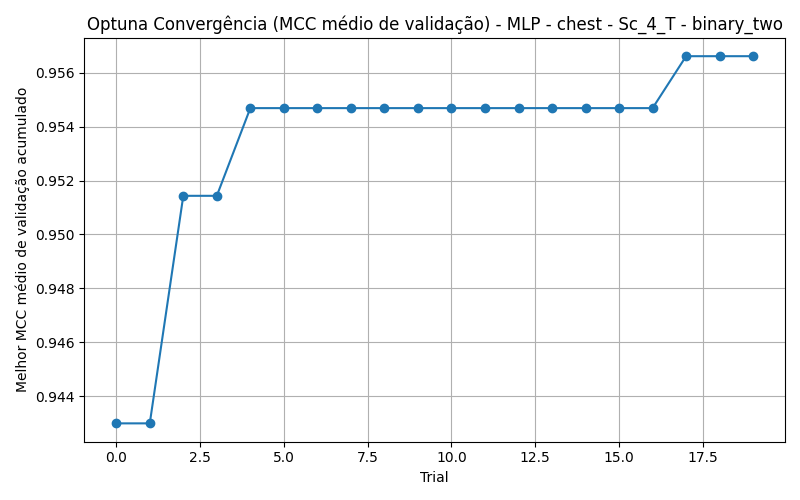 Optuna Convergência (MCC médio de validação) - MLP - chest - Sc_4_T - binary_two
Melhor MCC médio de validação acumulado
0.956
0.954
0.952
0.950
0.948
0.946
0.944
0.0 2.5 5.0 7.5 10.0 12.5 15.0 17.5
Trial